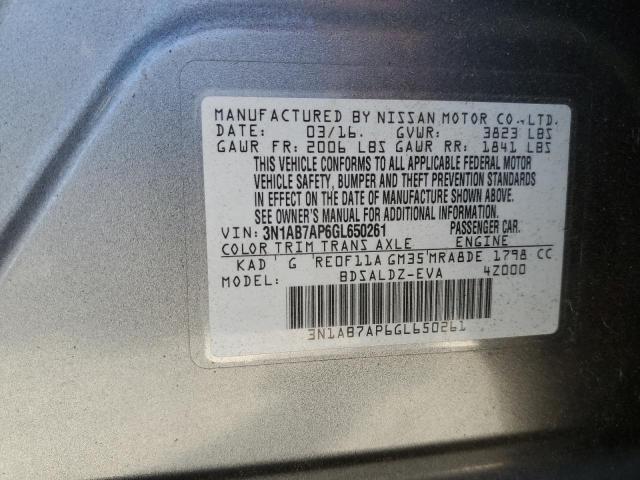 MANUFACTURED BY NISSAN MOTOR CO.,LTD.
DATE: 03/16. GVWR: 3823 LBS
GAWR FR: 2006 LBS GAWR RR: 1841 LBS
THIS VEHICLE CONFORMS TO ALL APPLICABLE FEDERAL MOTOR
VEHICLE SAFETY, BUMPER AND THEFT PREVENTION STANDARDS
IN EFFECT ON THE DATE OF MANUFACTURE SHOWN ABOVE.
SEE OWNER'S MANUAL FOR ADDITIONAL INFORMATION.
VIN: 3N1AB7AP6GL650261 PASSENGER CAR.
COLOR TRIM TRANS AXLE ENGINE
KAD G RE0F11A GM35 MRA8DE 1798 CC
MODEL: BDSALDZ-EVA 4Z000
3N1AB7AP6GL650261